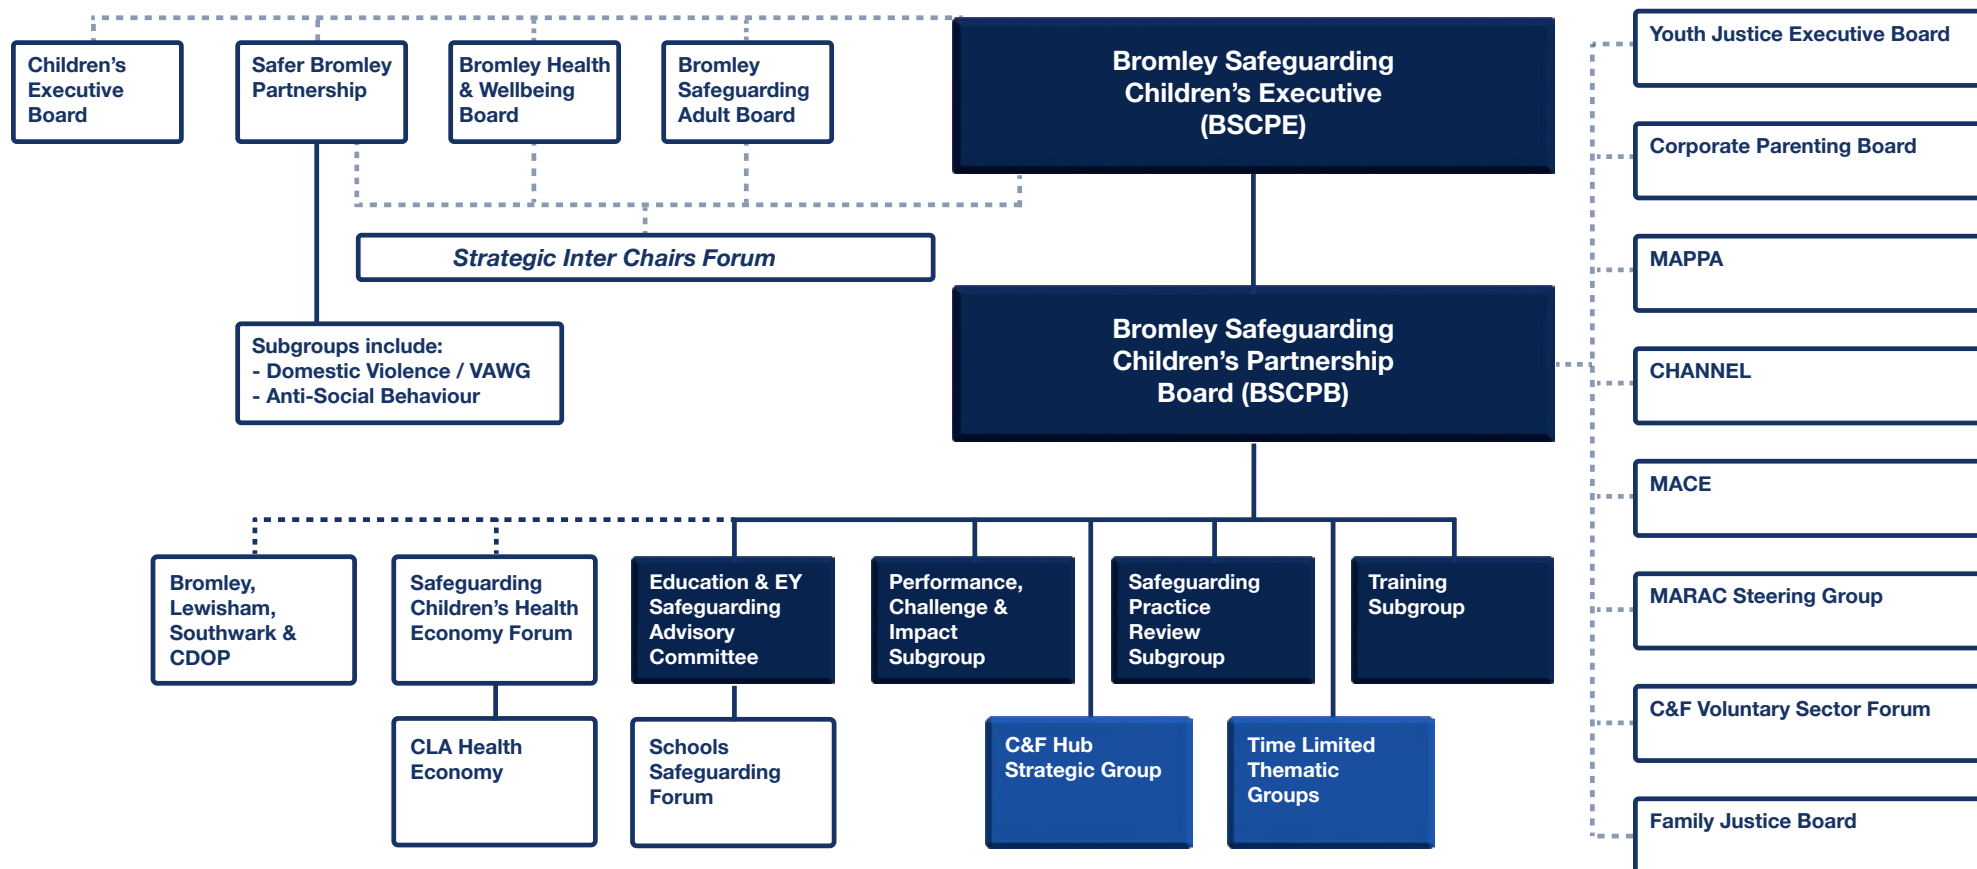 Children’s
Executive
Board
Safer Bromley
Partnership
Bromley Health
& Wellbeing
Board
Bromley
Safeguarding
Adult Board
Bromley Safeguarding
Children’s Executive
(BSCPE)
Strategic Inter Chairs Forum
Subgroups include:
- Domestic Violence / VAWG
- Anti-Social Behaviour
Bromley Safeguarding
Children’s Partnership
Board (BSCPB)
Bromley,
Lewisham,
Southwark &
CDOP
Safeguarding
Children’s Health
Economy Forum
Education & EY
Safeguarding
Advisory
Committee
Performance,
Challenge &
Impact
Subgroup
Safeguarding
Practice
Review
Subgroup
Training
Subgroup
CLA Health
Economy
Schools
Safeguarding
Forum
C&F Hub
Strategic Group
Time Limited
Thematic
Groups
Youth Justice Executive Board
Corporate Parenting Board
MAPPA
CHANNEL
MACE
MARAC Steering Group
C&F Voluntary Sector Forum
Family Justice Board